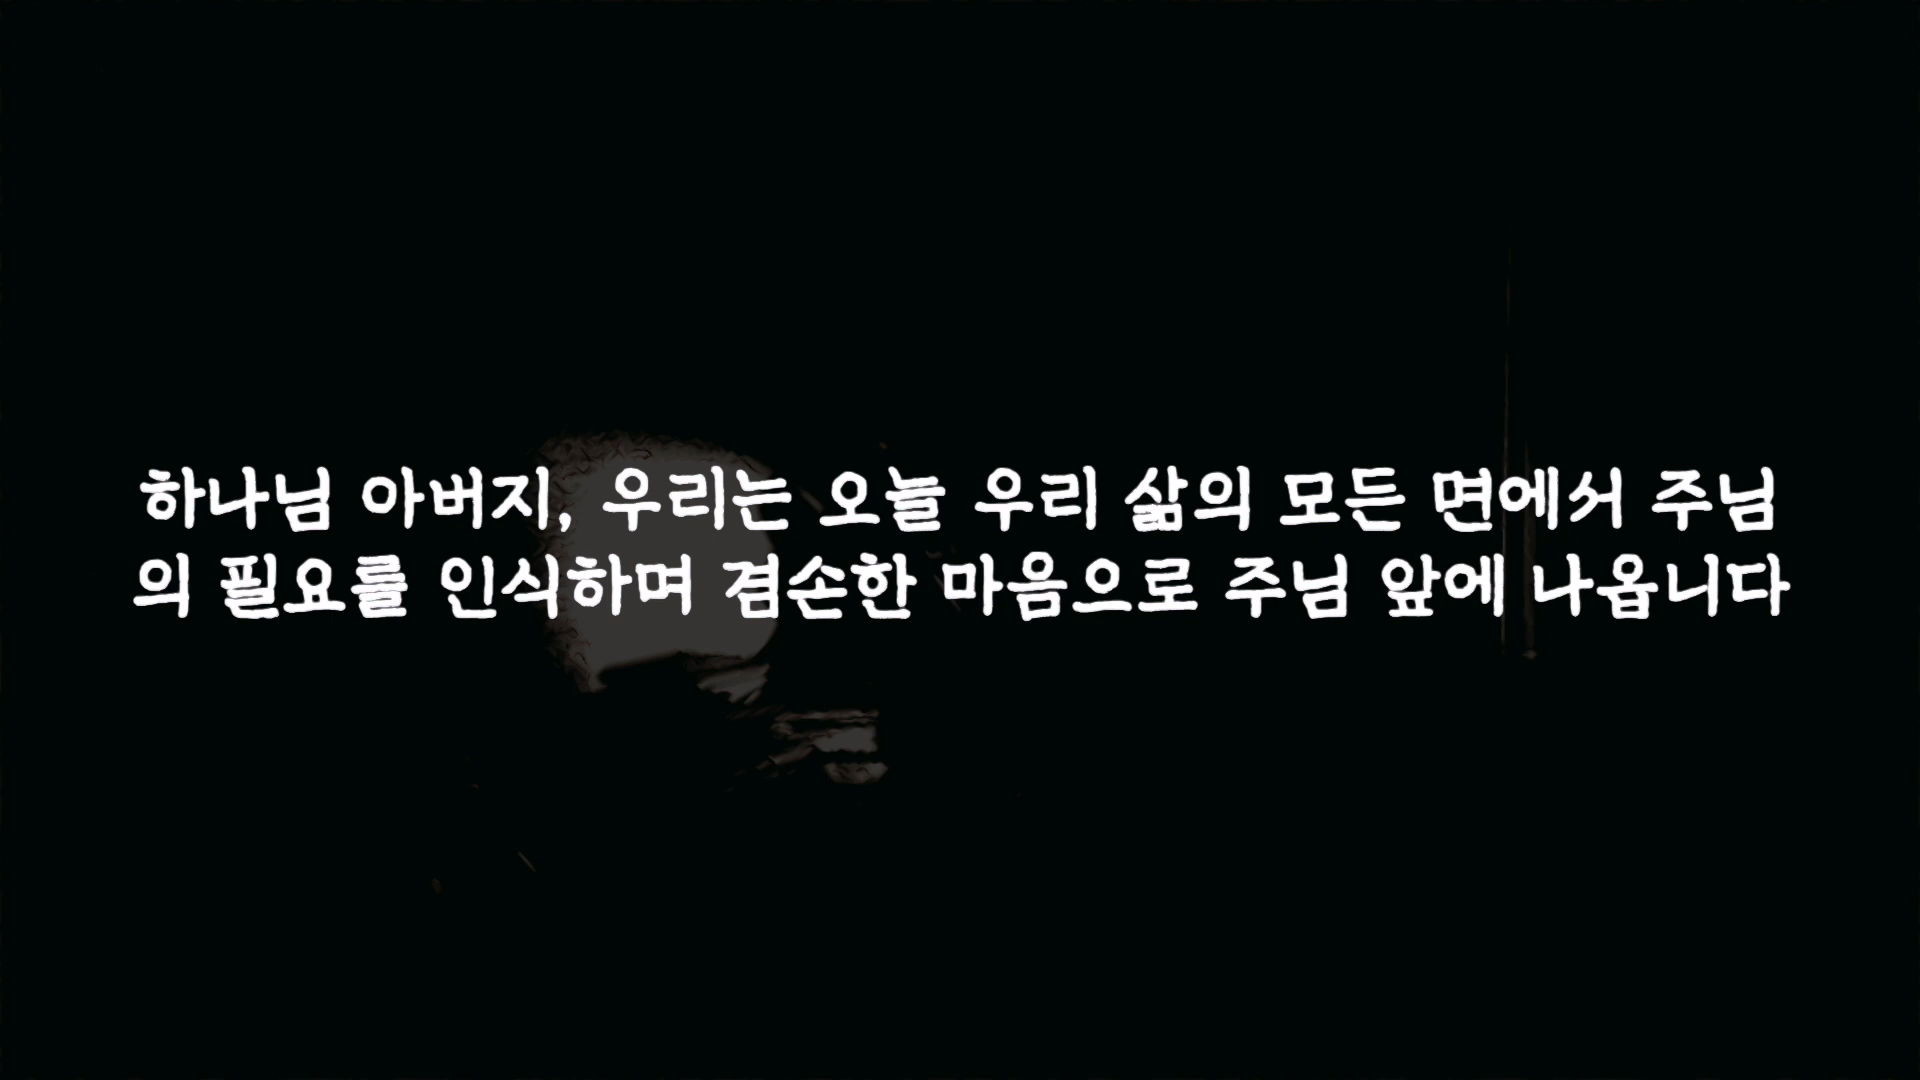 하나님 아버지, 우리는 오늘 우리 삶의 모든 면에서 주님
의 필요를 인식하며 겸손한 마음으로 주님 앞에 나옵니다